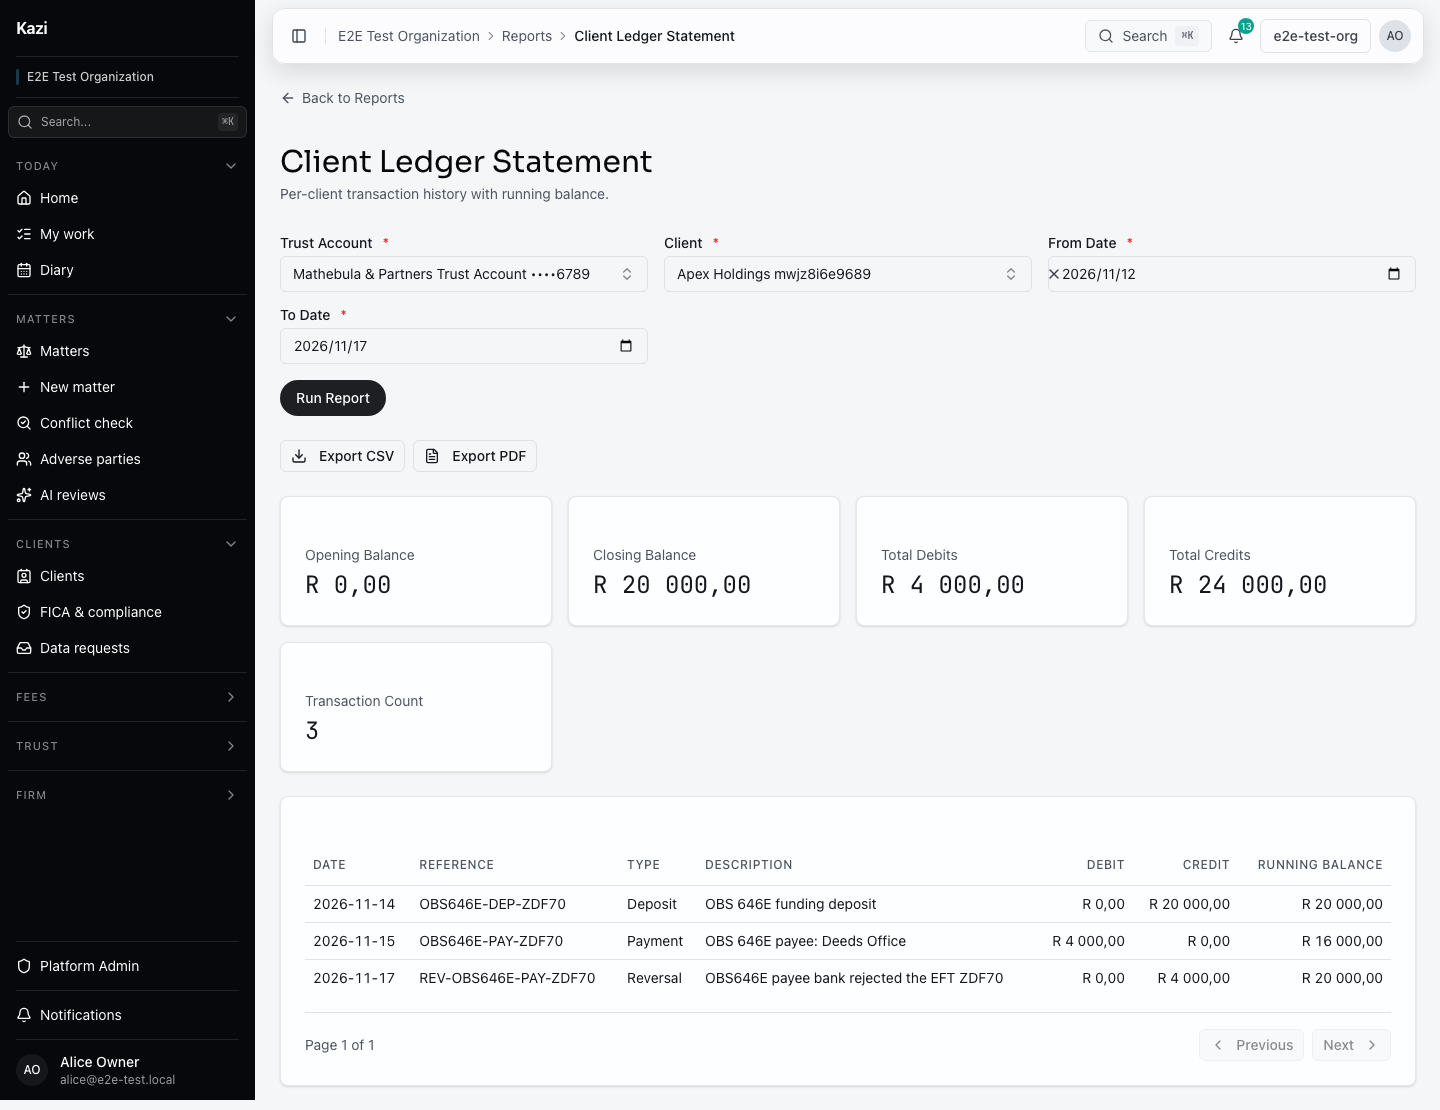 Kazi
E2E Test Organization
Search...
⌘K
TODAY
Home
My work
Diary
MATTERS
Matters
New matter
Conflict check
Adverse parties
AI reviews
CLIENTS
Clients
FICA & compliance
Data requests
FEES
TRUST
FIRM
Platform Admin
Notifications
AO
Alice Owner
alice@e2e-test.local
E2E Test Organization > Reports > Client Ledger Statement
Search ⌘K
13
e2e-test-org
AO
Back to Reports
Client Ledger Statement
Per-client transaction history with running balance.
Trust Account * Client * From Date *
Mathebula & Partners Trust Account ••••6789 Apex Holdings mwjz8i6e9689 2026/11/12
To Date *
2026/11/17
Run Report
Export CSV Export PDF
Opening Balance Closing Balance Total Debits Total Credits
R 0,00 R 20 000,00 R 4 000,00 R 24 000,00
Transaction Count
3
DATE REFERENCE TYPE DESCRIPTION DEBIT CREDIT RUNNING BALANCE
2026-11-14 OBS646E-DEP-ZDF70 Deposit OBS 646E funding deposit R 0,00 R 20 000,00 R 20 000,00
2026-11-15 OBS646E-PAY-ZDF70 Payment OBS 646E payee: Deeds Office R 4 000,00 R 0,00 R 16 000,00
2026-11-17 REV-OBS646E-PAY-ZDF70 Reversal OBS646E payee bank rejected the EFT ZDF70 R 0,00 R 4 000,00 R 20 000,00
Page 1 of 1 Previous Next